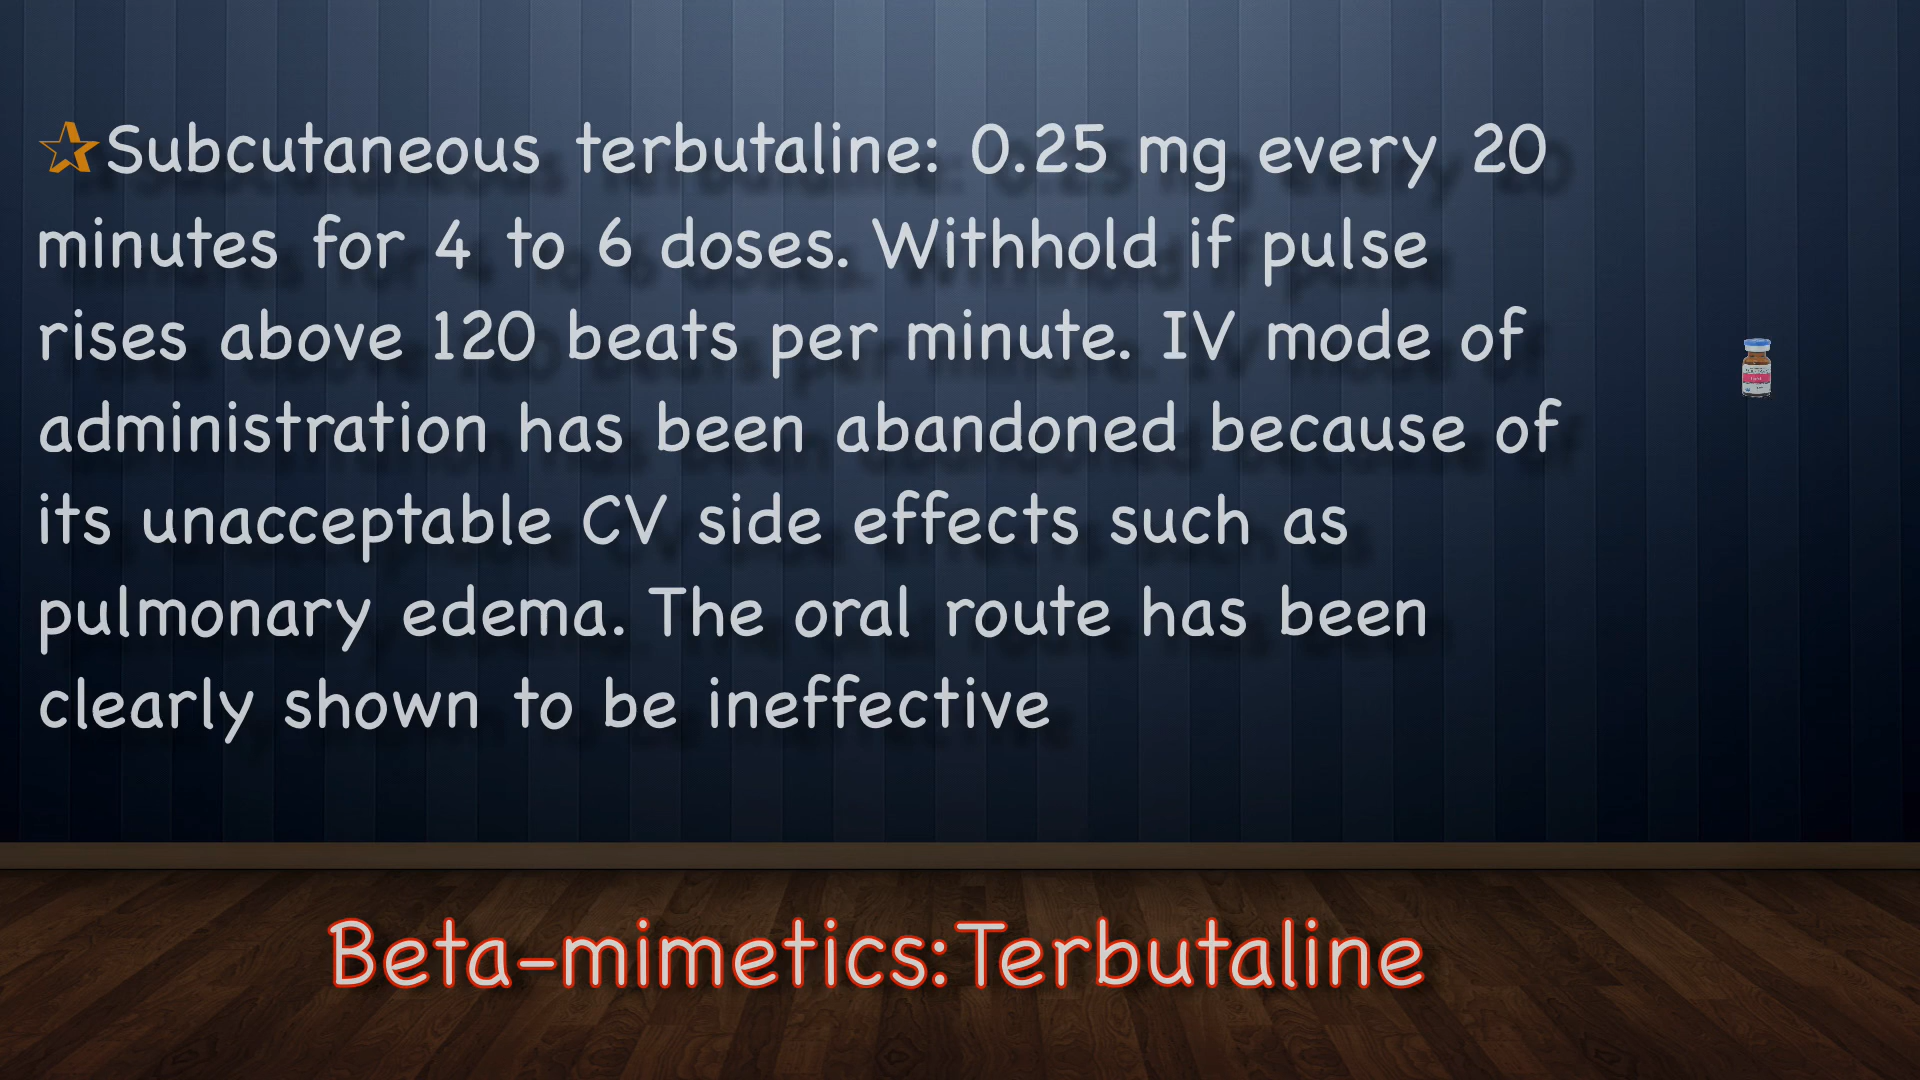 ☆Subcutaneous terbutaline: 0.25 mg every 20
minutes for 4 to 6 doses. Withhold if pulse
rises above 120 beats per minute. IV mode of
administration has been abandoned because of
its unacceptable CV side effects such as
pulmonary edema. The oral route has been
clearly shown to be ineffective
Beta-mimetics:Terbutaline